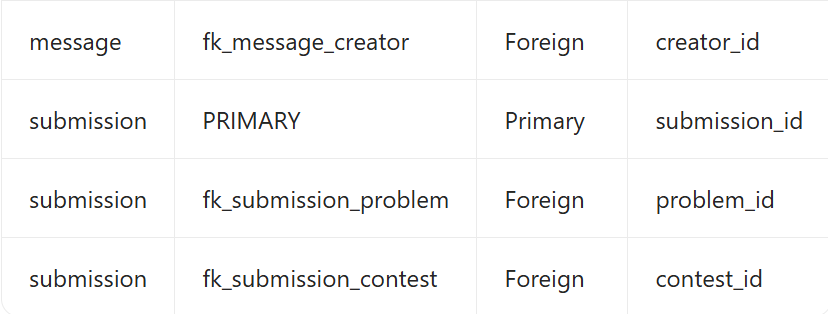 message fk_message_creator Foreign creator_id
submission PRIMARY Primary submission_id
submission fk_submission_problem Foreign problem_id
submission fk_submission_contest Foreign contest_id